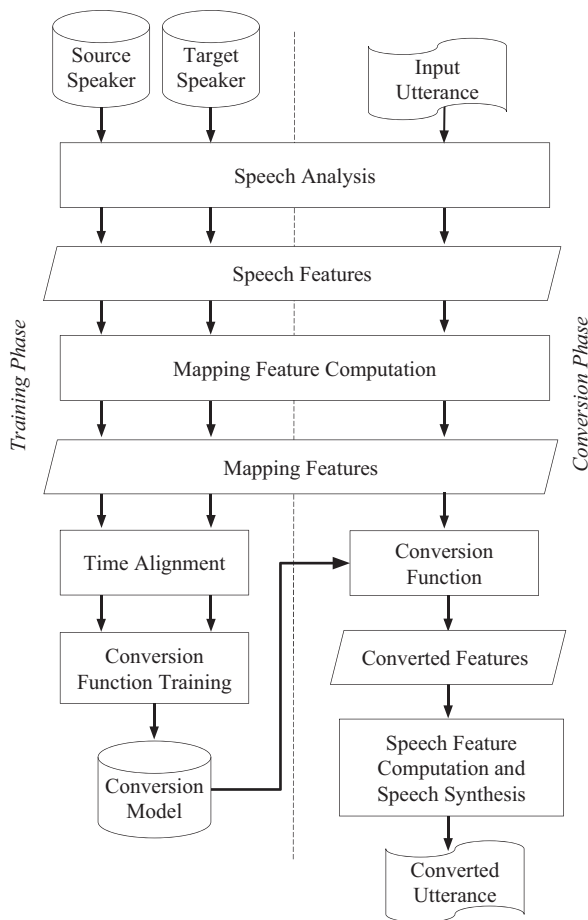 Source
Speaker
Target
Speaker
Input
Utterance
Speech Analysis
Speech Features
Mapping Feature Computation
Mapping Features
Training Phase
Conversion Phase
Time Alignment
Conversion
Function Training
Conversion
Model
Conversion
Function
Converted Features
Speech Feature
Computation and
Speech Synthesis
Converted
Utterance